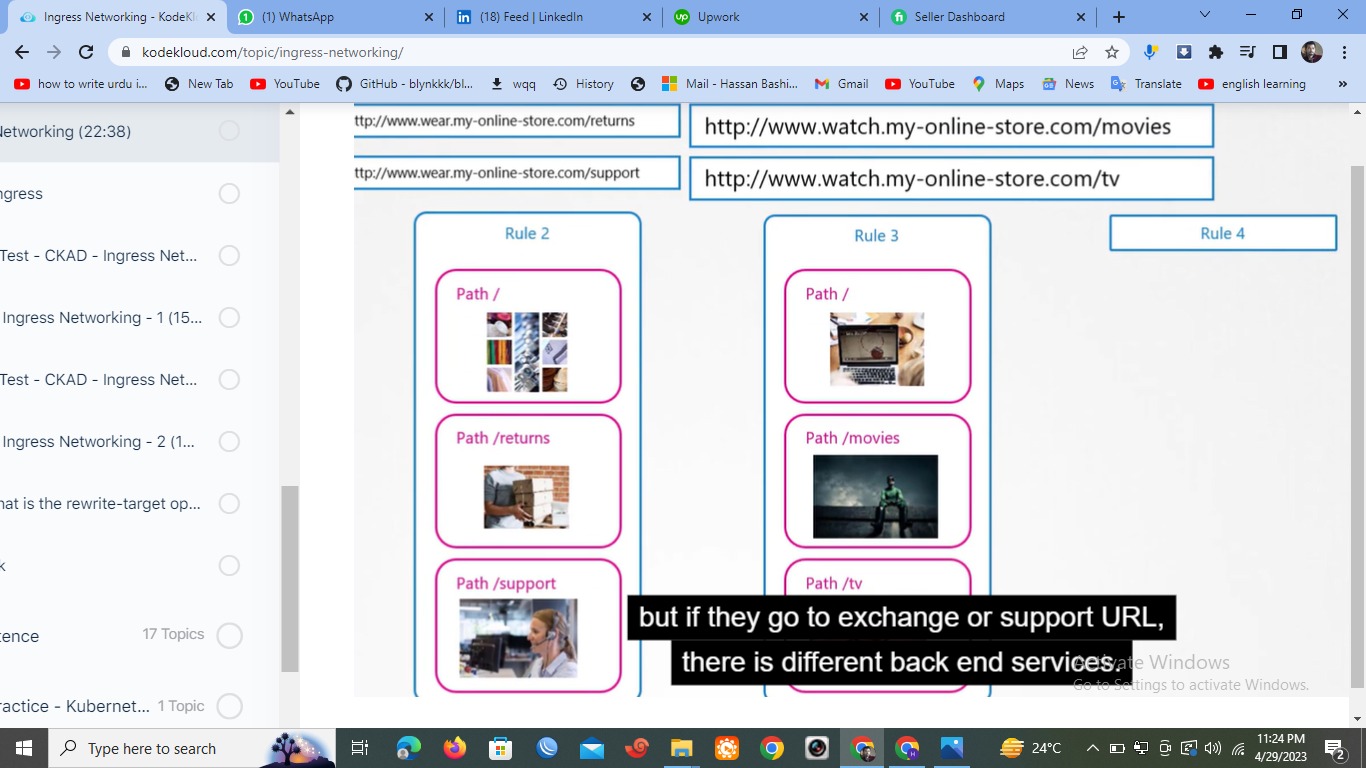 Ingress Networking - KodeKl
(1) WhatsApp
(18) Feed | LinkedIn
Upwork
Seller Dashboard
kodekloud.com/topic/ingress-networking/
how to write urdu i...
New Tab
YouTube
GitHub - blynkkk/bl...
wqq
History
Mail - Hassan Bashi...
Gmail
YouTube
Maps
News
Translate
english learning
»
Networking (22:38)
ngress
Test - CKAD - Ingress Net...
Ingress Networking - 1 (15...
Test - CKAD - Ingress Net...
Ingress Networking - 2 (1...
hat is the rewrite-target op...
k
tence 17 Topics
ractice - Kubernet... 1 Topic
ttp://www.wear.my-online-store.com/returns
http://www.watch.my-online-store.com/movies
ttp://www.wear.my-online-store.com/support
http://www.watch.my-online-store.com/tv
Rule 2
Path /
Path /returns
Path /support
Rule 3
Path /
Path /movies
Path /tv
Rule 4
but if they go to exchange or support URL,
there is different back end services.
Activate Windows
Go to Settings to activate Windows.
Type here to search
24°C
11:24 PM
4/29/2023
2